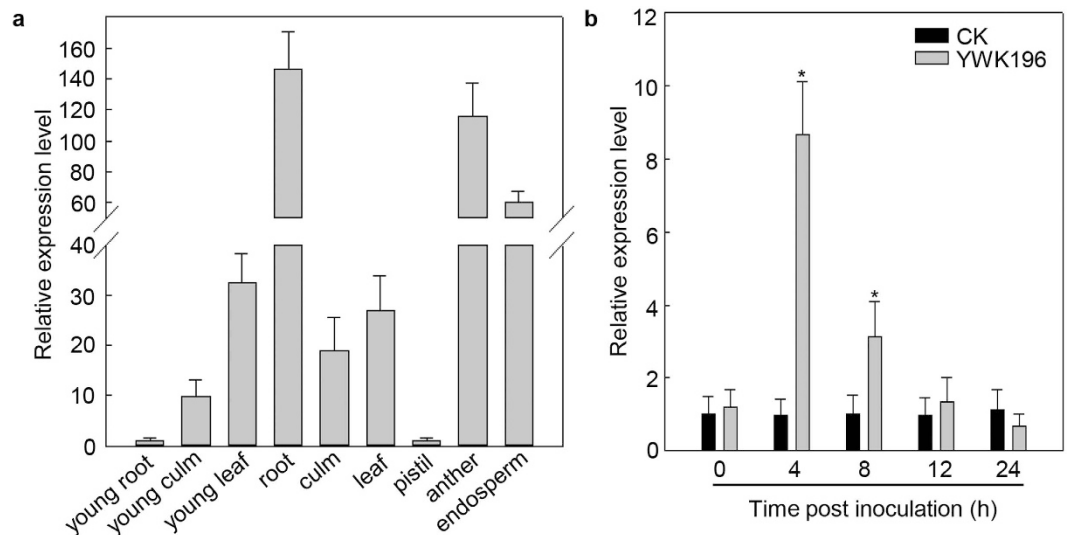 a
Relative expression level
160
140
120
100
80
60
40
30
20
10
0
young root
young culm
young leaf
root
culm
leaf
pistil
anther
endosperm
b
Relative expression level
12
10
8
6
4
2
0
CK
YWK196
*
*
0 4 8 12 24
Time post inoculation (h)